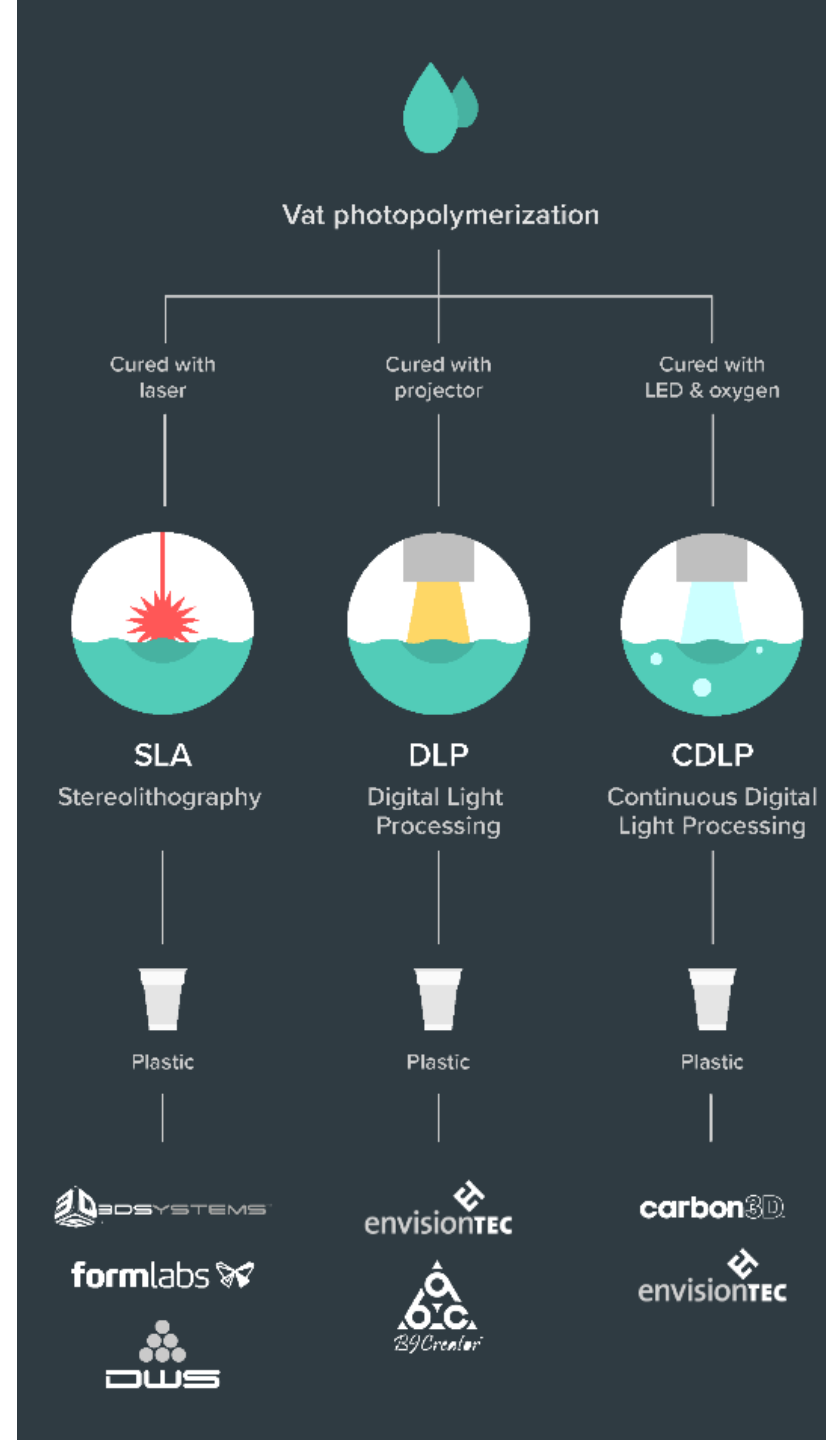 Vat photopolymerization
Cured with
laser
Cured with
projector
Cured with
LED & oxygen
SLA
Stereolithography
DLP
Digital Light
Processing
CDLP
Continuous Digital
Light Processing
Plastic
Plastic
Plastic
3DSYSTEMS
formlabs
DWS
envisionTEC
B9Creator
carbon3D
envisionTEC